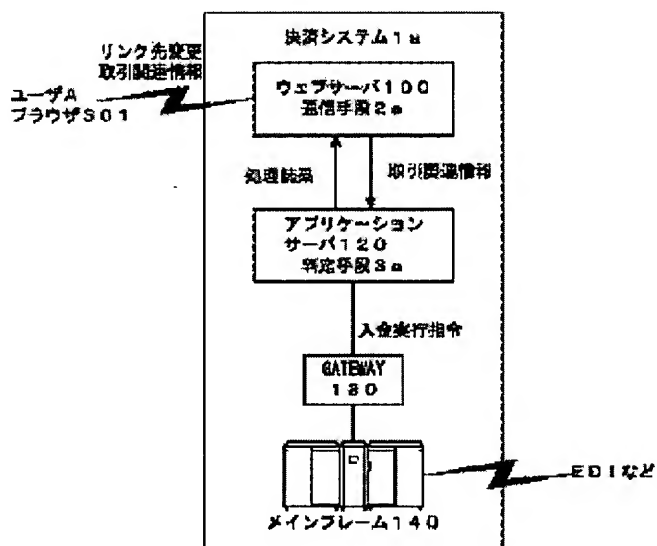 決済システム1a
リンク先変更
取引関連情報
ユーザA
ブラウザ301
ウェブサーバ100
通信手段2a
処理結果
取引関連情報
アプリケーション
サーバ120
判定手段3a
入金実行指令
GATEWAY
130
メインフレーム140
EDIなど